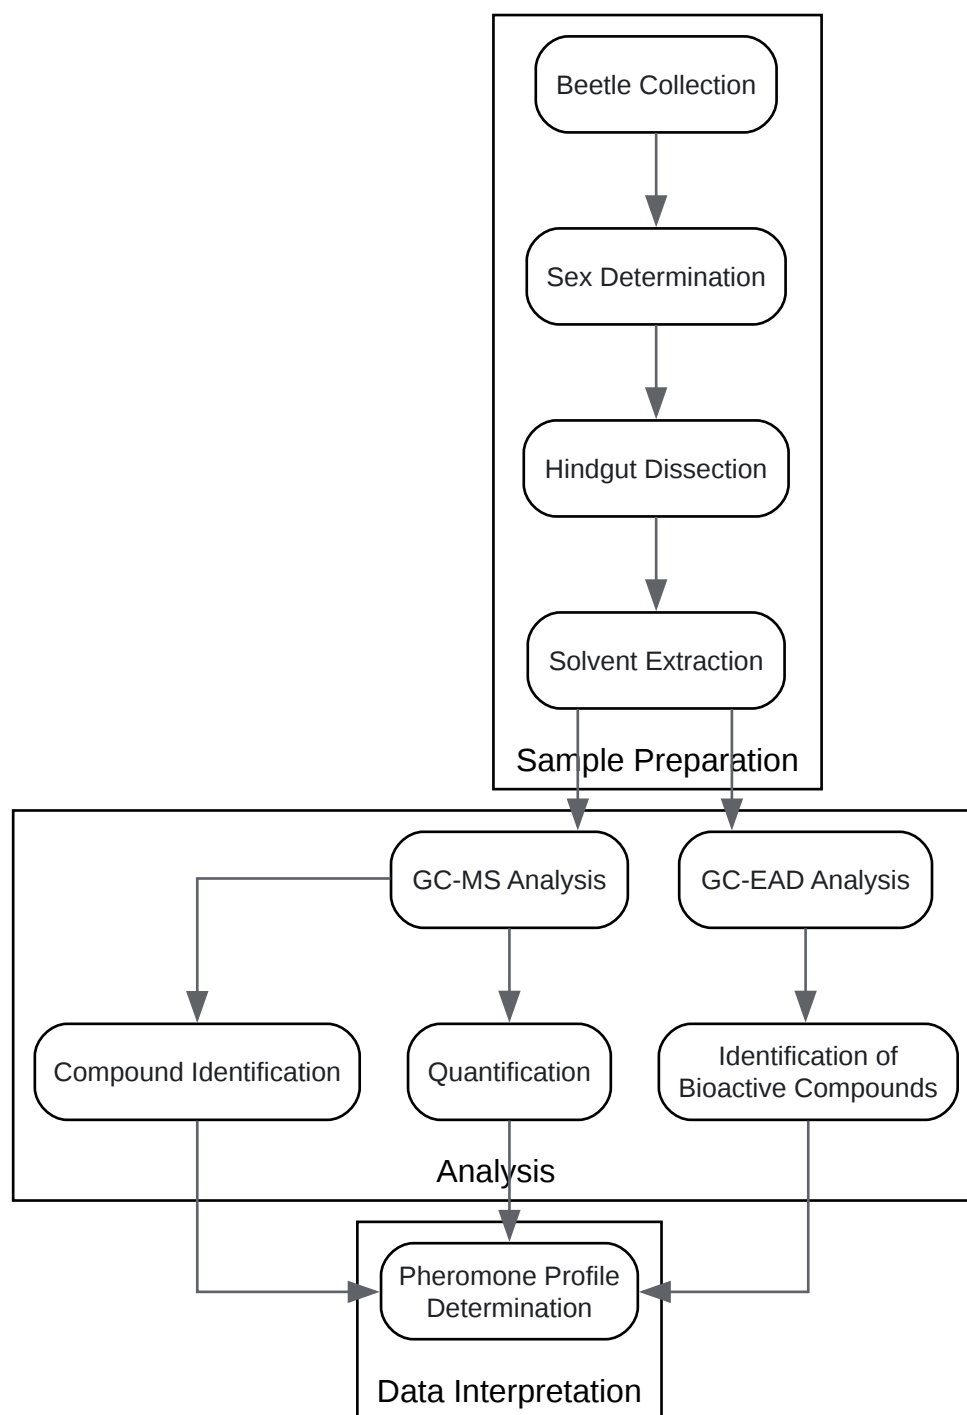 Beetle Collection
Sex Determination
Hindgut Dissection
Solvent Extraction
Sample Preparation
GC-MS Analysis
GC-EAD Analysis
Compound Identification
Quantification
Identification of
Bioactive Compounds
Analysis
Pheromone Profile
Determination
Data Interpretation